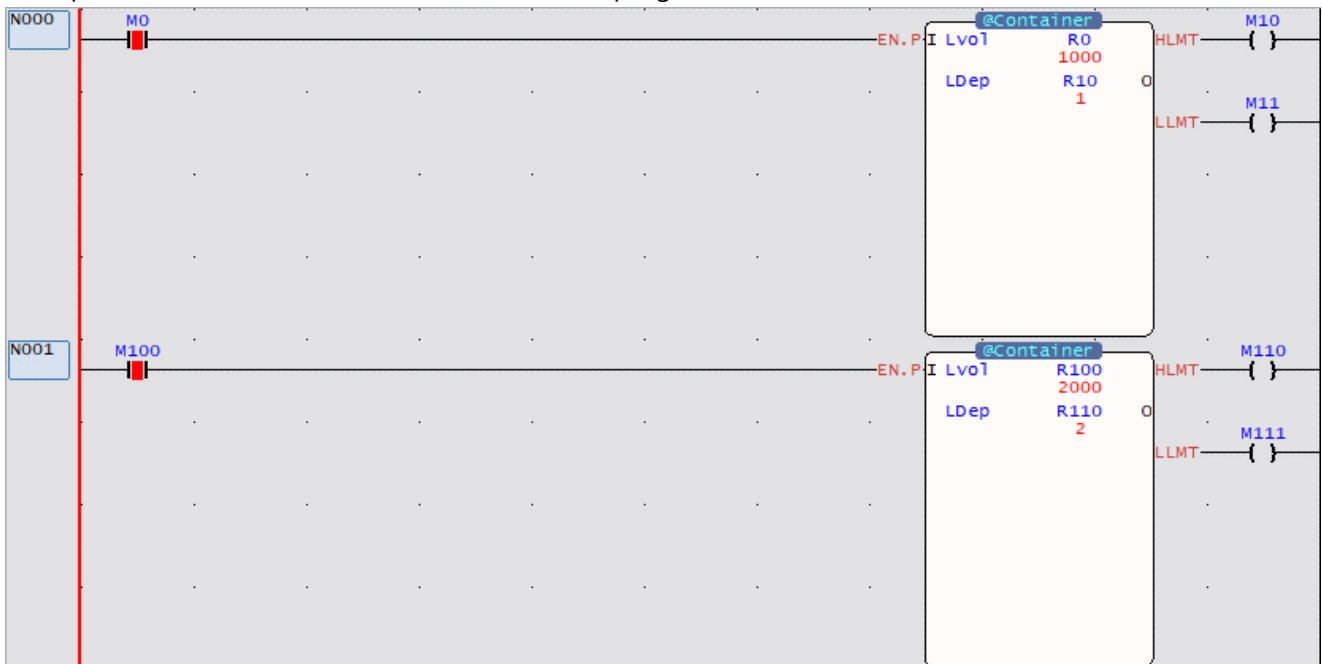 N000 M0 @Container M10
EN.P I Lvol R0 HLMT ( )
1000
LDep R10 O
1 M11
LLMT ( )
N001 M100 @Container M110
EN.P I Lvol R100 HLMT ( )
2000
LDep R110 O
2 M111
LLMT ( )